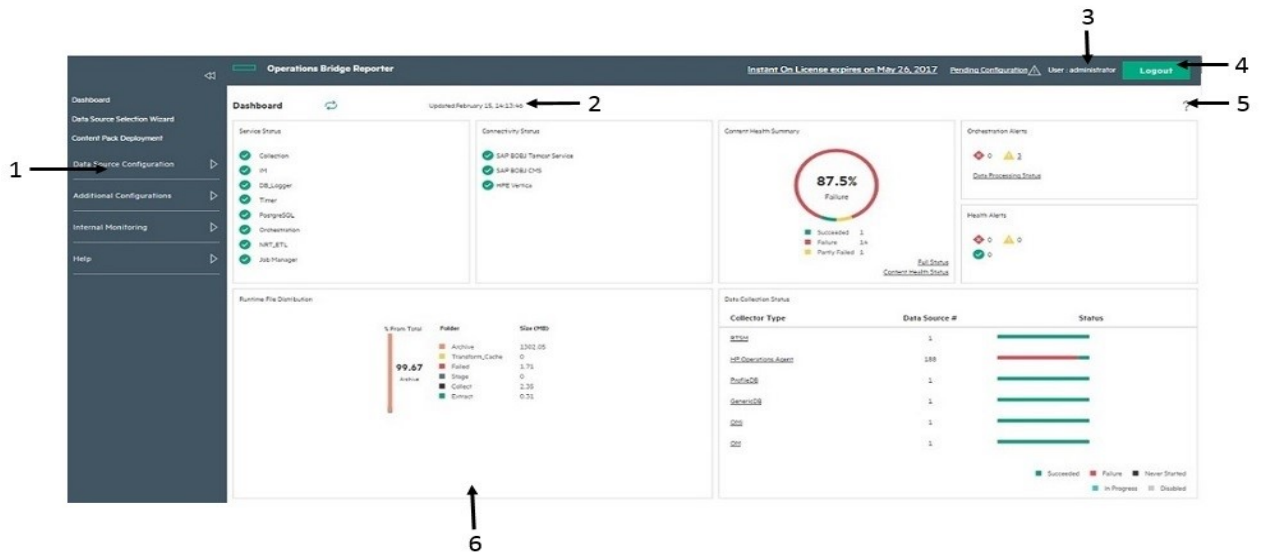 3
Operations Bridge Reporter
Instant On License expires on May 26, 2017
Pending Configuration
User : administrator
Logout
4
Dashboard
Data Source Selection Wizard
Content Pack Deployment
1
Data Source Configuration
Additional Configurations
Internal Monitoring
Help
Dashboard
Updated February 15, 14:13:46
2
?
5
Service Status
Collection
IM
DB_Logger
Timer
PostgreSQL
Orchestration
NRT_ETL
Job Manager
Connectivity Status
SAP BOBJ Tomcat Service
SAP BOBJ CMS
HPE Vertica
Content Health Summary
87.5%
Failure
Succeeded 1
Failure 14
Partly Failed 1
Full Status
Content Health Status
Orchestration Alerts
0 3
Data Processing Status
Health Alerts
0 0
0
Runtime File Distribution
% From Total Folder Size (MB)
99.67
Archive
Archive 1302.05
Transform_Cache 0
Failed 1.71
Stage 0
Collect 2.35
Extract 0.31
Data Collection Status
Collector Type Data Source # Status
RTSM 1
HP Operations Agent 188
ProfileDB 1
GenericDB 1
OMi 1
OM 1
Succeeded Failure Never Started
In Progress Disabled
6